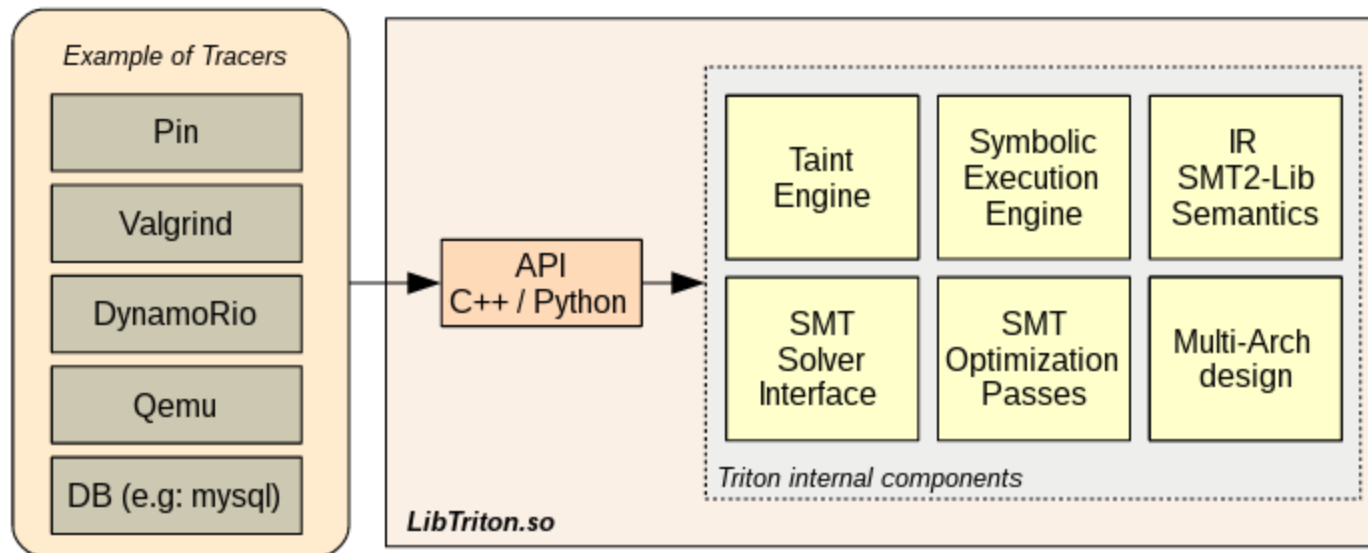 Example of Tracers
Pin
Valgrind
DynamoRio
Qemu
DB (e.g: mysql)
API
C++ / Python
Taint
Engine
Symbolic
Execution
Engine
IR
SMT2-Lib
Semantics
SMT
Solver
Interface
SMT
Optimization
Passes
Multi-Arch
design
Triton internal components
LibTriton.so